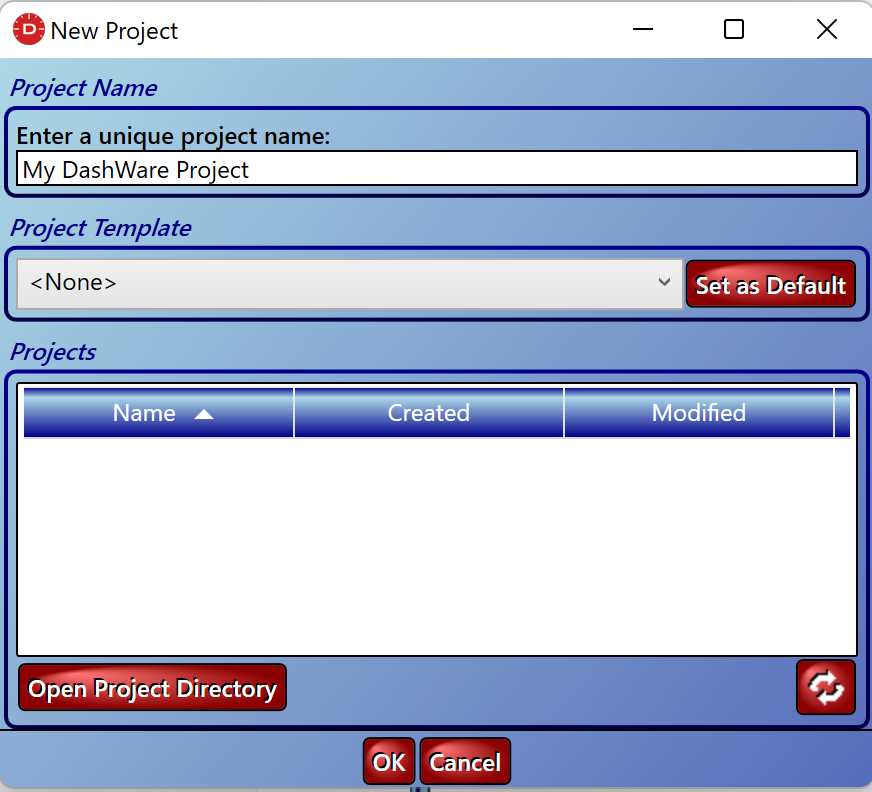 D New Project
Project Name
Enter a unique project name:
My DashWare Project
Project Template
<None>
Set as Default
Projects
Name Created Modified
Open Project Directory
OK Cancel